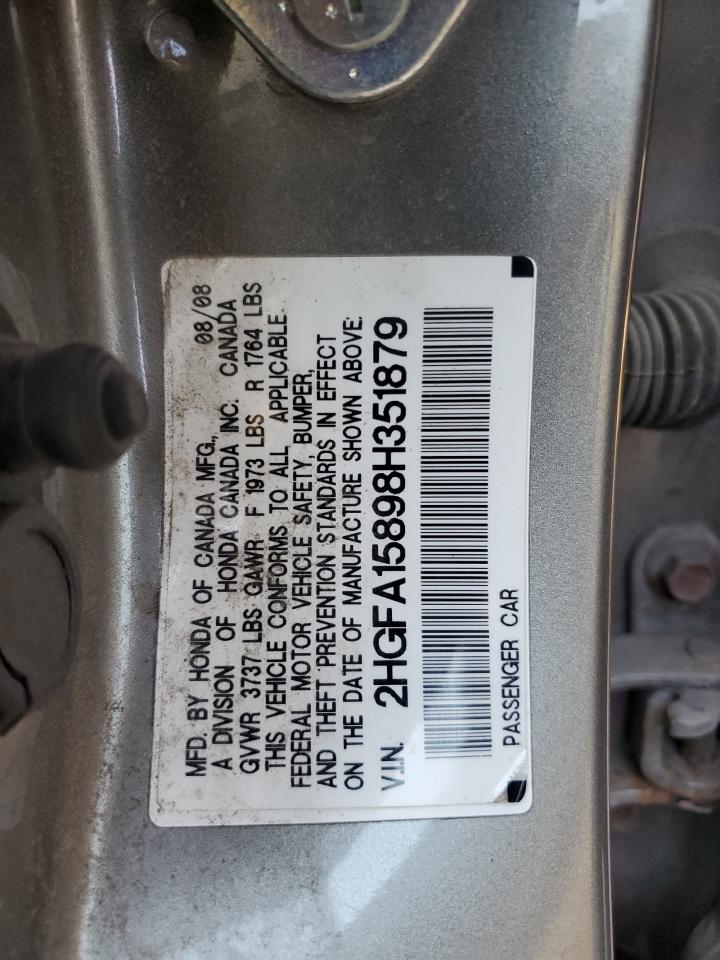 MFD. BY HONDA OF CANADA MFG., 08/08
A DIVISION OF HONDA CANADA INC. CANADA
GVWR 3737 LBS GAWR F 1973 LBS R 1764 LBS
THIS VEHICLE CONFORMS TO ALL APPLICABLE
FEDERAL MOTOR VEHICLE SAFETY, BUMPER,
AND THEFT PREVENTION STANDARDS IN EFFECT
ON THE DATE OF MANUFACTURE SHOWN ABOVE.
V.I.N. 2HGFA15898H351879
PASSENGER CAR